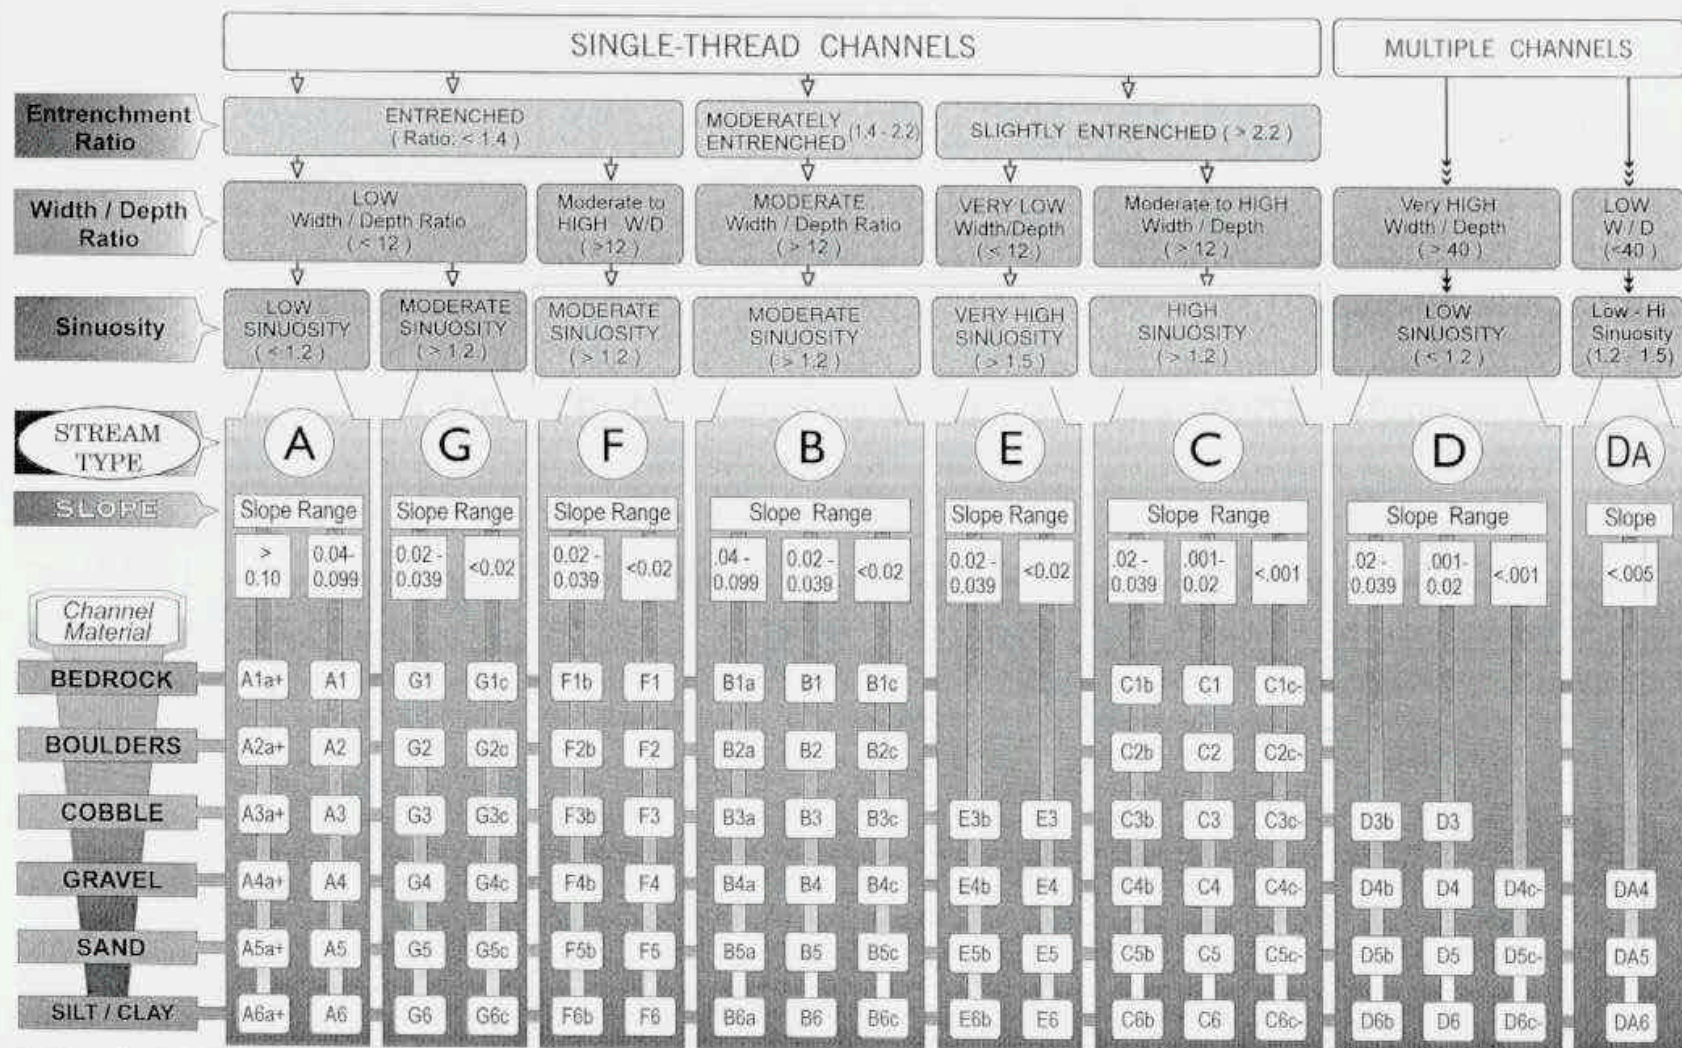 SINGLE-THREAD CHANNELS
MULTIPLE CHANNELS
Entrenchment
Ratio
ENTRENCHED
( Ratio: < 1.4 )
MODERATELY
ENTRENCHED (1.4 - 2.2)
SLIGHTLY ENTRENCHED ( > 2.2 )
Width / Depth
Ratio
LOW
Width / Depth Ratio
( < 12 )
Moderate to
HIGH W/D
( >12 )
MODERATE
Width / Depth Ratio
( > 12 )
VERY LOW
Width/Depth
( < 12 )
Moderate to HIGH
Width / Depth
( > 12 )
Very HIGH
Width / Depth
( > 40 )
LOW
W / D
(<40 )
Sinuosity
LOW
SINUOSITY
( < 1.2 )
MODERATE
SINUOSITY
( > 1.2 )
MODERATE
SINUOSITY
( > 1.2 )
MODERATE
SINUOSITY
( > 1.2 )
VERY HIGH
SINUOSITY
( > 1.5 )
HIGH
SINUOSITY
( > 1.2 )
LOW
SINUOSITY
( < 1.2 )
Low - Hi
Sinuosity
(1.2 - 1.5)
STREAM
TYPE
A G F B E C D DA
SLOPE
Slope Range Slope Range Slope Range Slope Range Slope Range Slope Range Slope Range Slope
>
0.10
0.04-
0.099
0.02 -
0.039
<0.02
0.02 -
0.039
<0.02
.04 -
0.099
0.02 -
0.039
<0.02
0.02 -
0.039
<0.02
.02 -
0.039
.001-
0.02
<.001
.02 -
0.039
.001-
0.02
<.001
<.005
Channel
Material
BEDROCK A1a+ A1 G1 G1c F1b F1 B1a B1 B1c C1b C1 C1c-
BOULDERS A2a+ A2 G2 G2c F2b F2 B2a B2 B2c C2b C2 C2c-
COBBLE A3a+ A3 G3 G3c F3b F3 B3a B3 B3c E3b E3 C3b C3 C3c- D3b D3
GRAVEL A4a+ A4 G4 G4c F4b F4 B4a B4 B4c E4b E4 C4b C4 C4c- D4b D4 D4c- DA4
SAND A5a+ A5 G5 G5c F5b F5 B5a B5 B5c E5b E5 C5b C5 C5c- D5b D5 D5c- DA5
SILT / CLAY A6a+ A6 G6 G6c F6b F6 B6a B6 B6c E6b E6 C6b C6 C6c- D6b D6 D6c- DA6